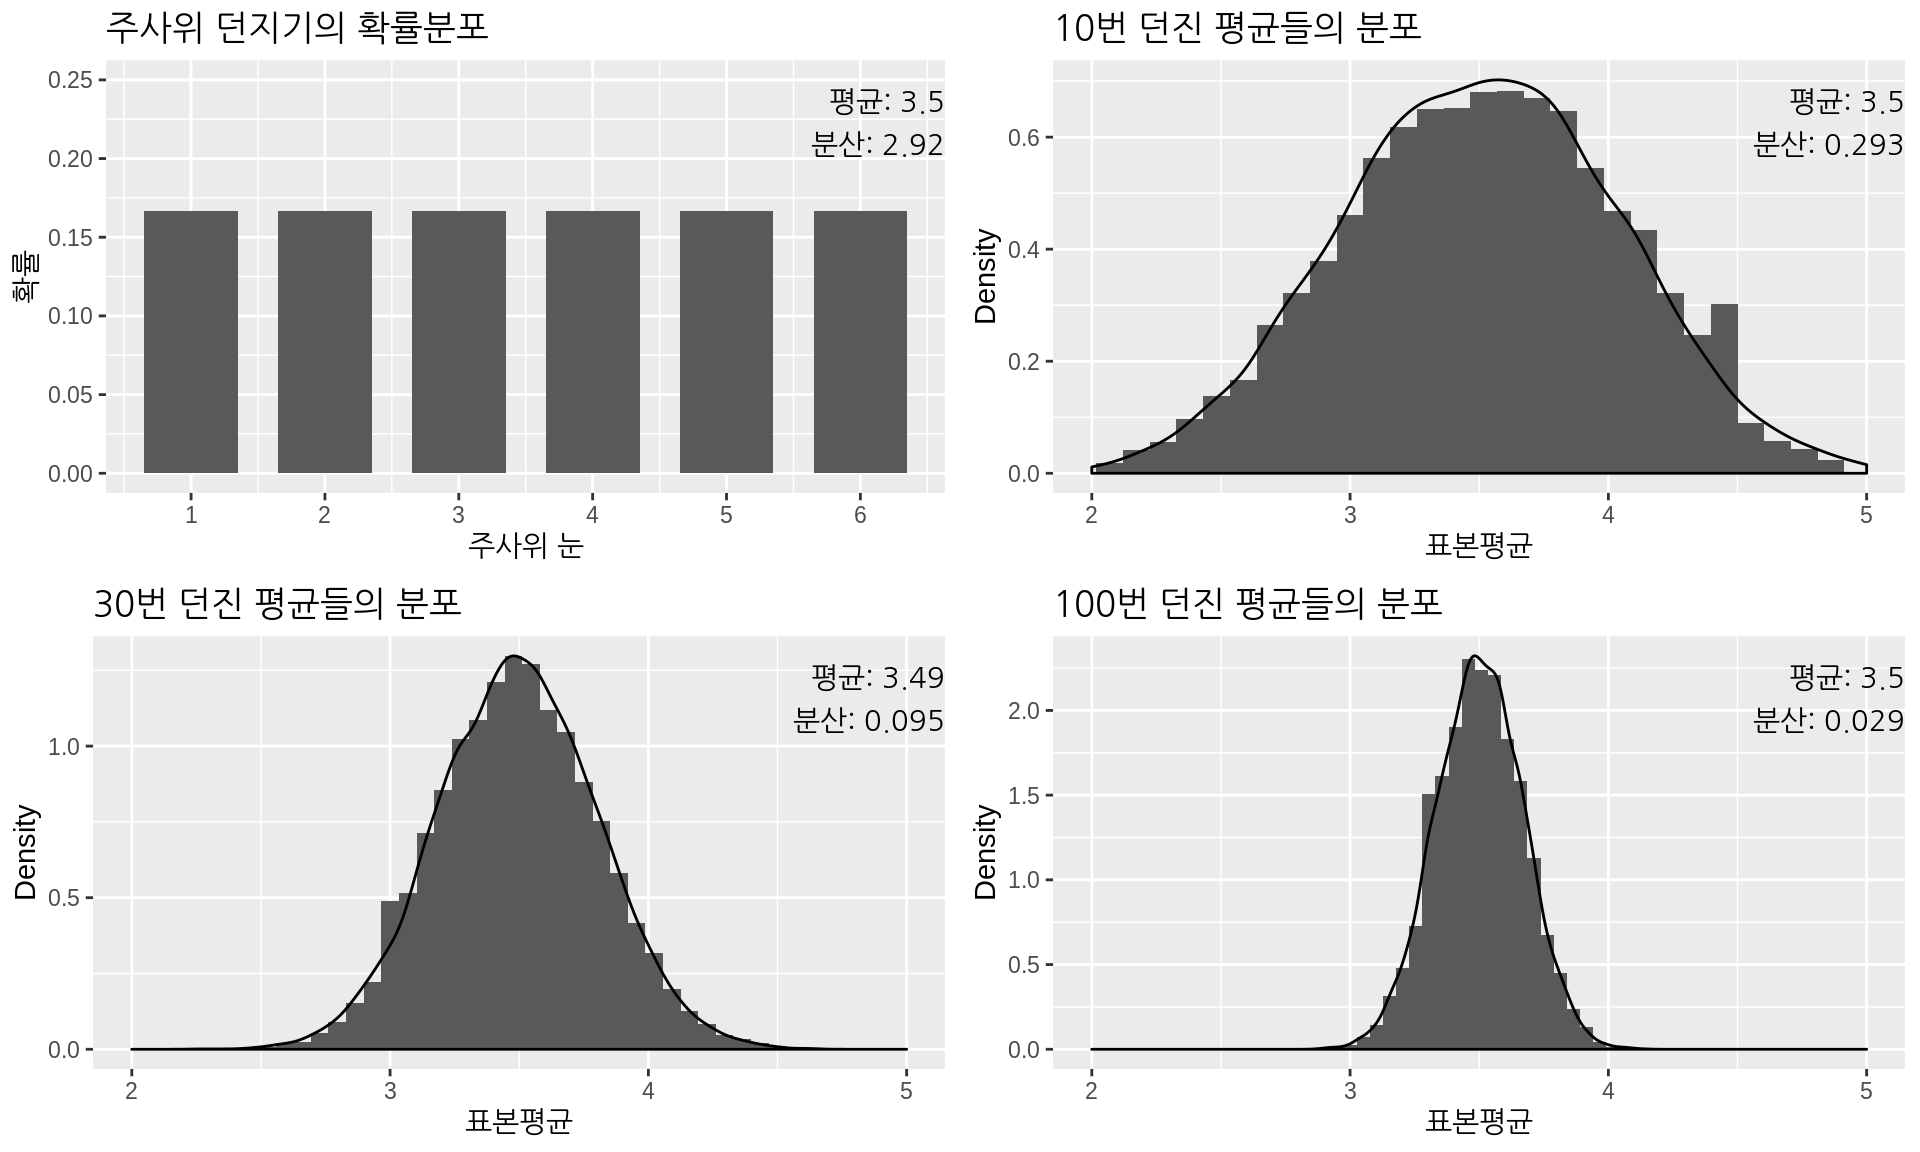 주사위 던지기의 확률분포
평균: 3.5
분산: 2.92
확률
0.25
0.20
0.15
0.10
0.05
0.00
1 2 3 4 5 6
주사위 눈
10번 던진 평균들의 분포
평균: 3.5
분산: 0.293
Density
0.6
0.4
0.2
0.0
2 3 4 5
표본평균
30번 던진 평균들의 분포
평균: 3.49
분산: 0.095
Density
1.0
0.5
0.0
2 3 4 5
표본평균
100번 던진 평균들의 분포
평균: 3.5
분산: 0.029
Density
2.0
1.5
1.0
0.5
0.0
2 3 4 5
표본평균